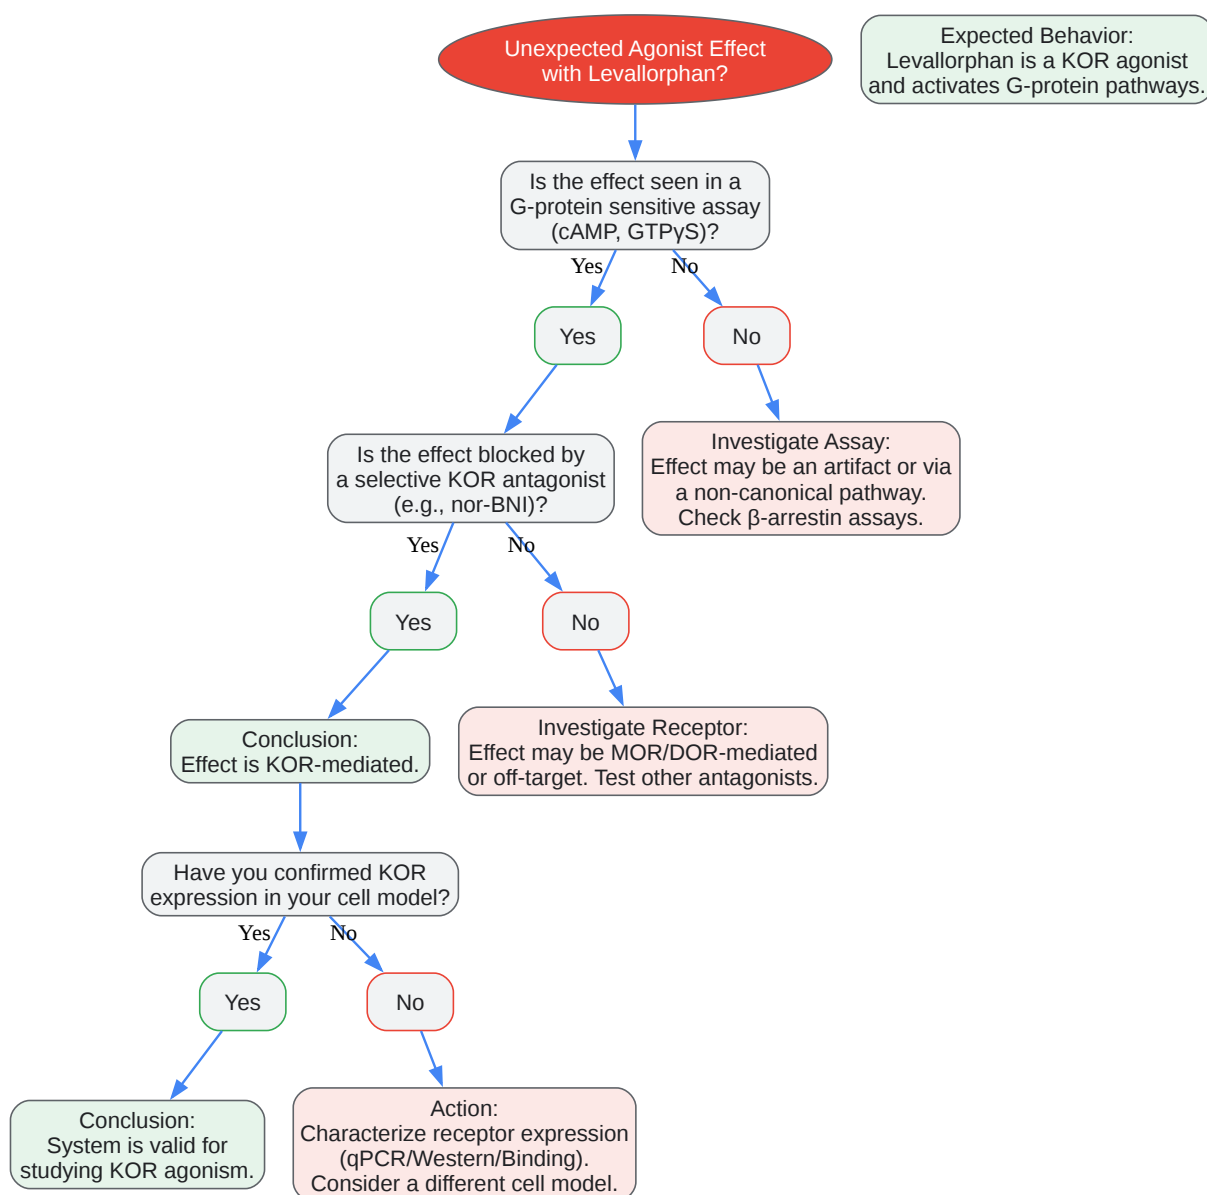 Unexpected Agonist Effect
with Levallorphan?
Expected Behavior:
Levallorphan is a KOR agonist
and activates G-protein pathways.
Is the effect seen in a
G-protein sensitive assay
(cAMP, GTPγS)?
Yes
No
Yes
No
Is the effect blocked by
a selective KOR antagonist
(e.g., nor-BNI)?
Investigate Assay:
Effect may be an artifact or via
a non-canonical pathway.
Check β-arrestin assays.
Yes
No
Yes
No
Conclusion:
Effect is KOR-mediated.
Investigate Receptor:
Effect may be MOR/DOR-mediated
or off-target. Test other antagonists.
Have you confirmed KOR
expression in your cell model?
Yes
No
Yes
No
Conclusion:
System is valid for
studying KOR agonism.
Action:
Characterize receptor expression
(qPCR/Western/Binding).
Consider a different cell model.